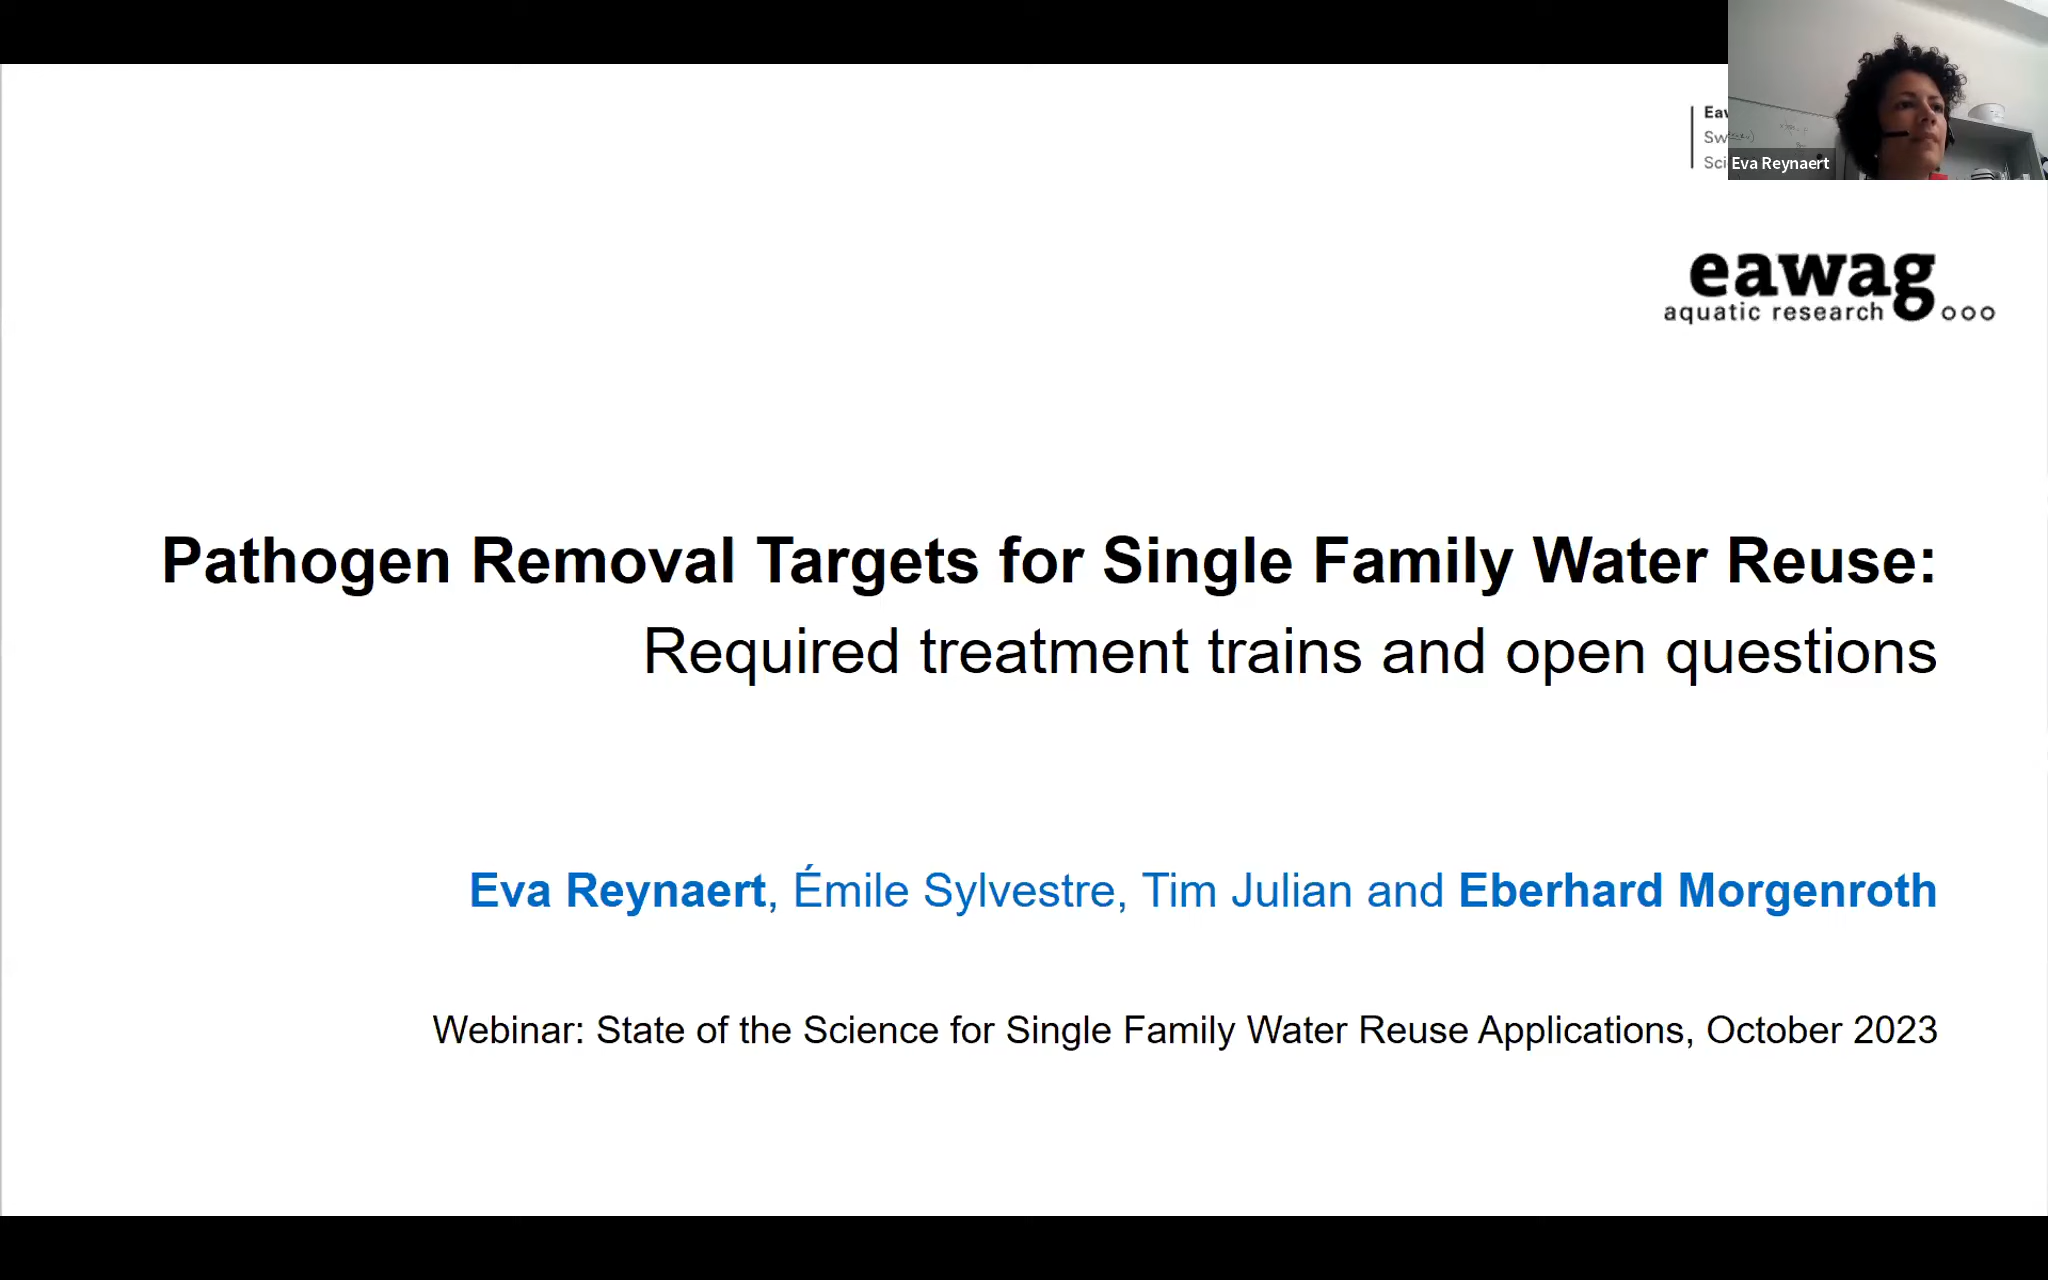 Eva Reynaert
eawag
aquatic research
Pathogen Removal Targets for Single Family Water Reuse:
Required treatment trains and open questions
Eva Reynaert, Émile Sylvestre, Tim Julian and Eberhard Morgenroth
Webinar: State of the Science for Single Family Water Reuse Applications, October 2023